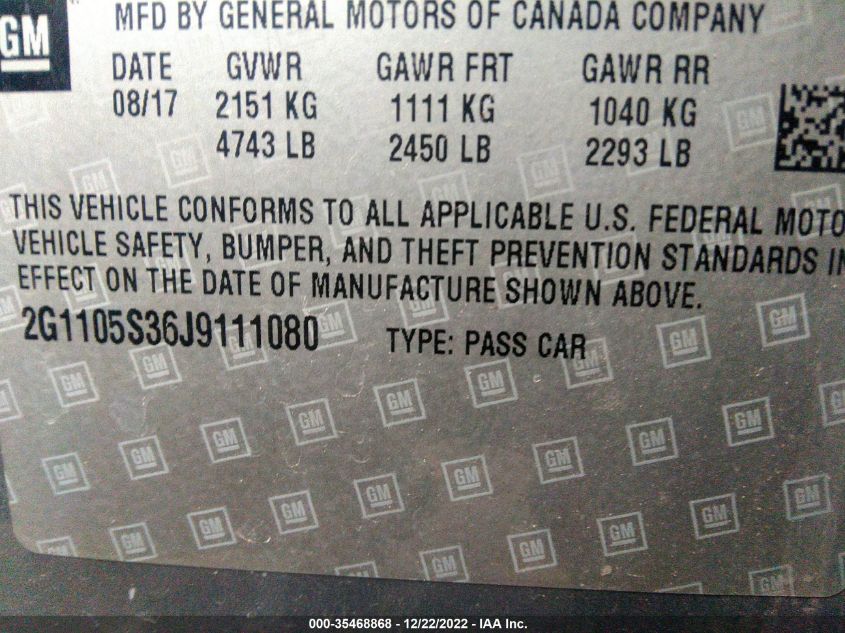 GM
MFD BY GENERAL MOTORS OF CANADA COMPANY
DATE GVWR GAWR FRT GAWR RR
08/17 2151 KG 1111 KG 1040 KG
4743 LB 2450 LB 2293 LB
THIS VEHICLE CONFORMS TO ALL APPLICABLE U.S. FEDERAL MOTO
VEHICLE SAFETY, BUMPER, AND THEFT PREVENTION STANDARDS IN
EFFECT ON THE DATE OF MANUFACTURE SHOWN ABOVE.
2G1105S36J9111080 TYPE: PASS CAR
000-35468868 - 12/22/2022 - IAA Inc.